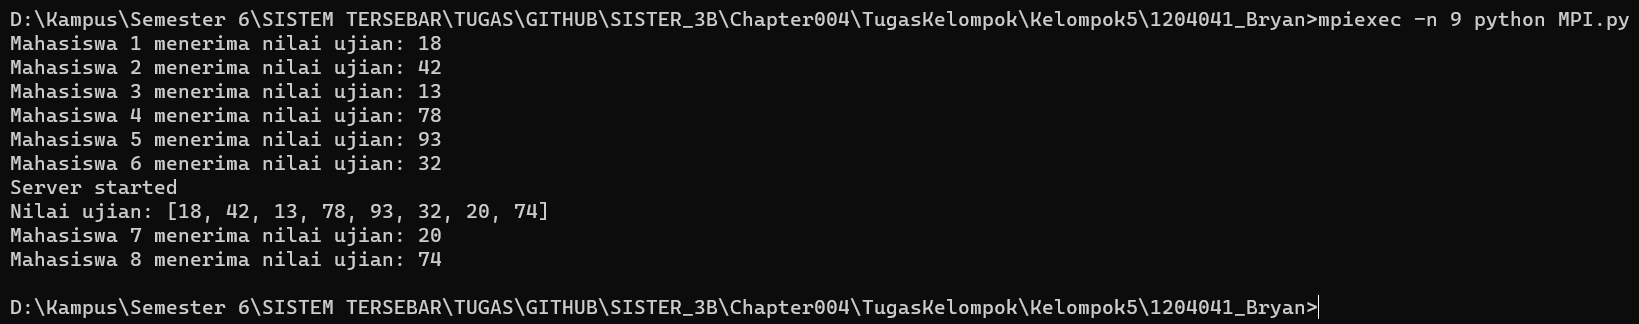 D:\Kampus\Semester 6\SISTEM TERSEBAR\TUGAS\GITHUB\SISTER_3B\Chapter004\TugasKelompok\Kelompok5\1204041_Bryan>mpiexec -n 9 python MPI.py
Mahasiswa 1 menerima nilai ujian: 18
Mahasiswa 2 menerima nilai ujian: 42
Mahasiswa 3 menerima nilai ujian: 13
Mahasiswa 4 menerima nilai ujian: 78
Mahasiswa 5 menerima nilai ujian: 93
Mahasiswa 6 menerima nilai ujian: 32
Server started
Nilai ujian: [18, 42, 13, 78, 93, 32, 20, 74]
Mahasiswa 7 menerima nilai ujian: 20
Mahasiswa 8 menerima nilai ujian: 74
D:\Kampus\Semester 6\SISTEM TERSEBAR\TUGAS\GITHUB\SISTER_3B\Chapter004\TugasKelompok\Kelompok5\1204041_Bryan>